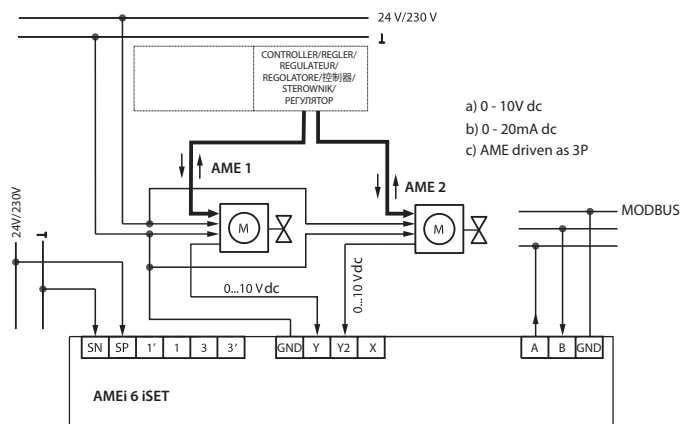 24 V/230 V
CONTROLLER/REGLER/
REGULATEUR/
REGOLATORE/控制器/
STEROWNIK/
РЕГУЛЯТОР
a) 0 - 10V dc
b) 0 - 20mA dc
c) AME driven as 3P
AME 1
AME 2
M
M
MODBUS
24V/230V
0...10 V dc
0...10 V dc
SN SP 1' 1 3 3' GND Y Y2 X A B GND
AMEi 6 iSET